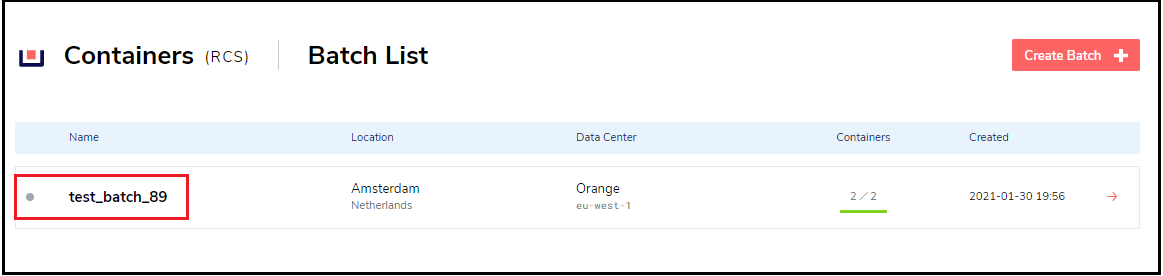 Containers (RCS) Batch List Create Batch
Name Location Data Center Containers Created
test_batch_89 Amsterdam Orange 2 / 2 2021-01-30 19:56
Netherlands eu-west-1